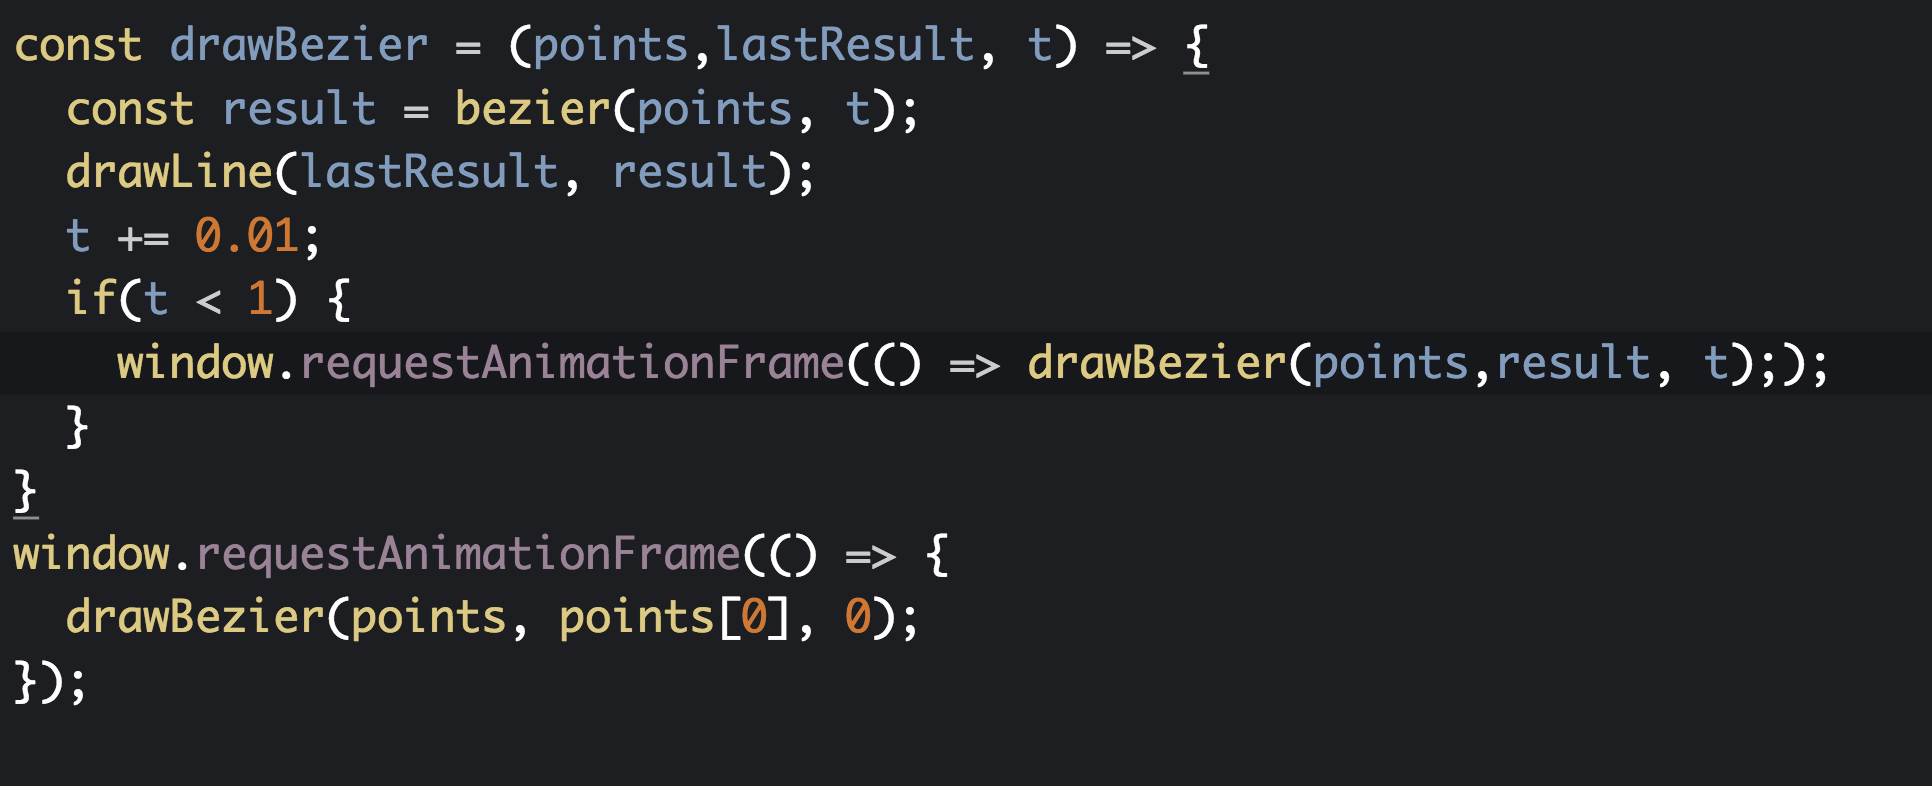 const drawBezier = (points,lastResult, t) => {
  const result = bezier(points, t);
  drawLine(lastResult, result);
  t += 0.01;
  if(t < 1) {
    window.requestAnimationFrame(() => drawBezier(points,result, t););
  }
}
window.requestAnimationFrame(() => {
  drawBezier(points, points[0], 0);
});